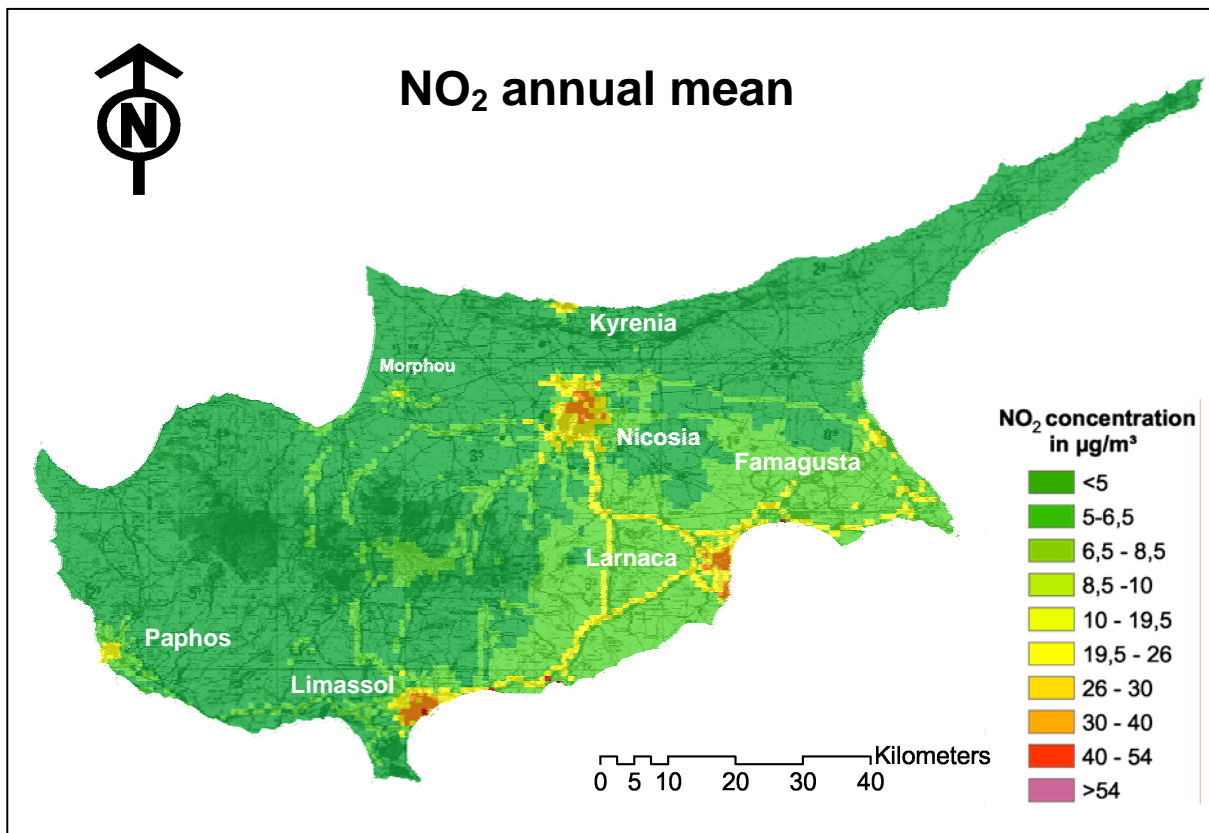 N
NO₂ annual mean
Kyrenia
Morphou
Nicosia
Famagusta
Larnaca
Paphos
Limassol
NO₂ concentration
in µg/m³
<5
5-6,5
6,5 - 8,5
8,5 -10
10 - 19,5
19,5 - 26
26 - 30
30 - 40
40 - 54
>54
Kilometers
0 5 10 20 30 40